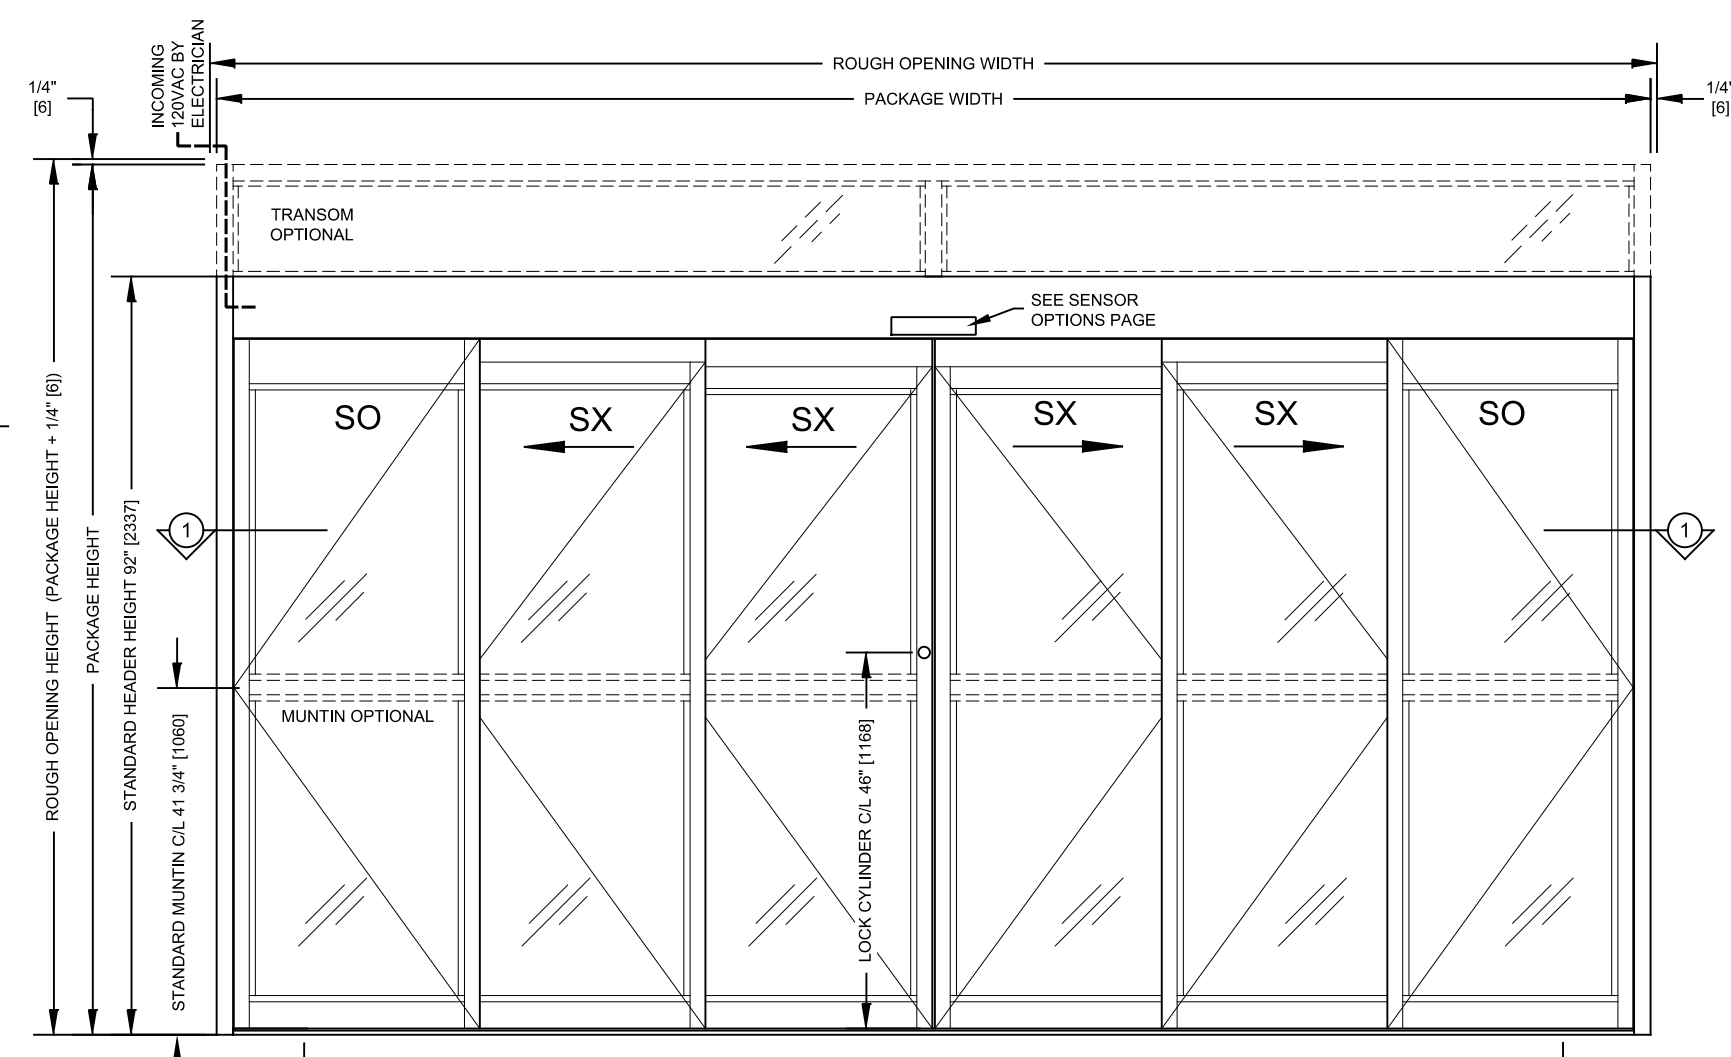 INCOMING
120VAC BY
ELECTRICIAN
ROUGH OPENING WIDTH
PACKAGE WIDTH
1/4"
[6]
1/4"
[6]
TRANSOM
OPTIONAL
SEE SENSOR
OPTIONS PAGE
SO
SX
SX
SX
SX
SO
1
1
ROUGH OPENING HEIGHT (PACKAGE HEIGHT + 1/4" [6])
PACKAGE HEIGHT
STANDARD HEADER HEIGHT 92" [2337]
STANDARD MUNTIN C/L 41 3/4" [1060]
MUNTIN OPTIONAL
LOCK CYLINDER C/L 46" [1168]